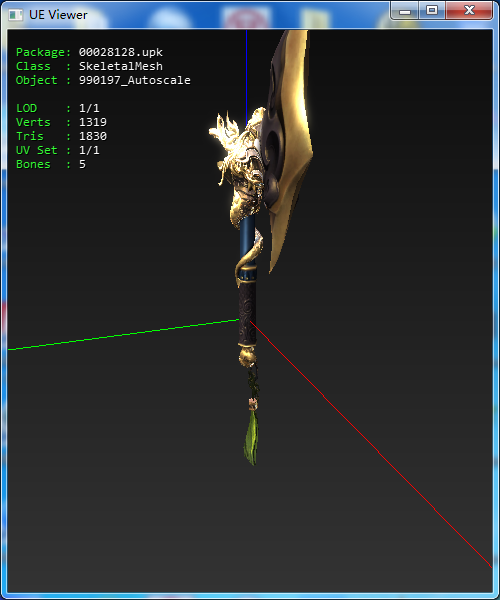 UE Viewer
Package: 00028128.upk
Class : SkeletalMesh
Object : 990197_Autoscale
LOD : 1/1
Verts : 1319
Tris : 1830
UV Set : 1/1
Bones : 5